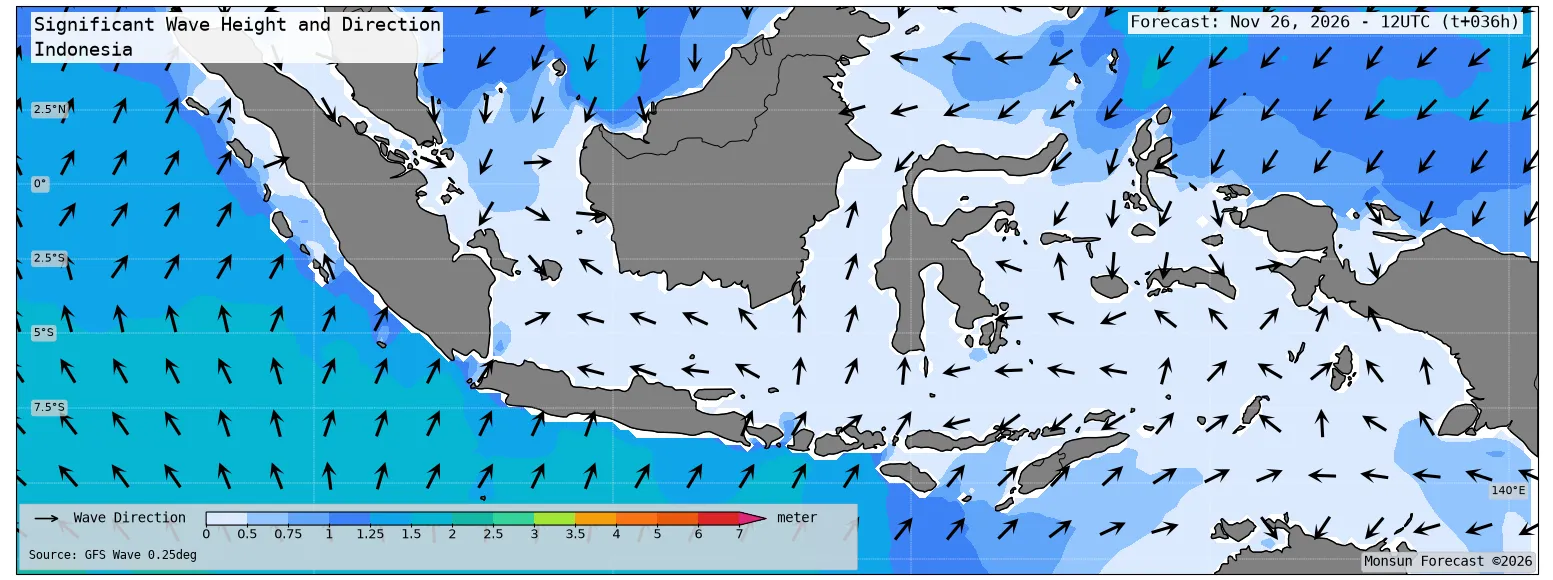 Significant Wave Height and Direction
Indonesia
Forecast: Nov 26, 2026 - 12UTC (t+036h)
2.5°N
0°
2.5°S
5°S
7.5°S
140°E
Wave Direction
0 0.5 0.75 1 1.25 1.5 2 2.5 3 3.5 4 5 6 7
meter
Source: GFS Wave 0.25deg
Monsun Forecast ©2026